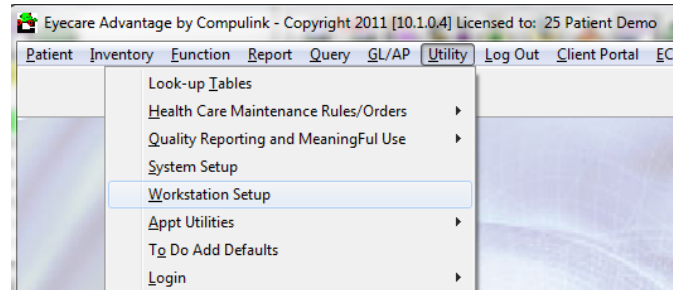 Eyecare Advantage by Compulink - Copyright 2011 [10.1.0.4] Licensed to: 25 Patient Demo
Patient Inventory Function Report Query GL/AP Utility Log Out Client Portal EC
Look-up Tables
Health Care Maintenance Rules/Orders
Quality Reporting and MeaningFul Use
System Setup
Workstation Setup
Appt Utilities
To Do Add Defaults
Login